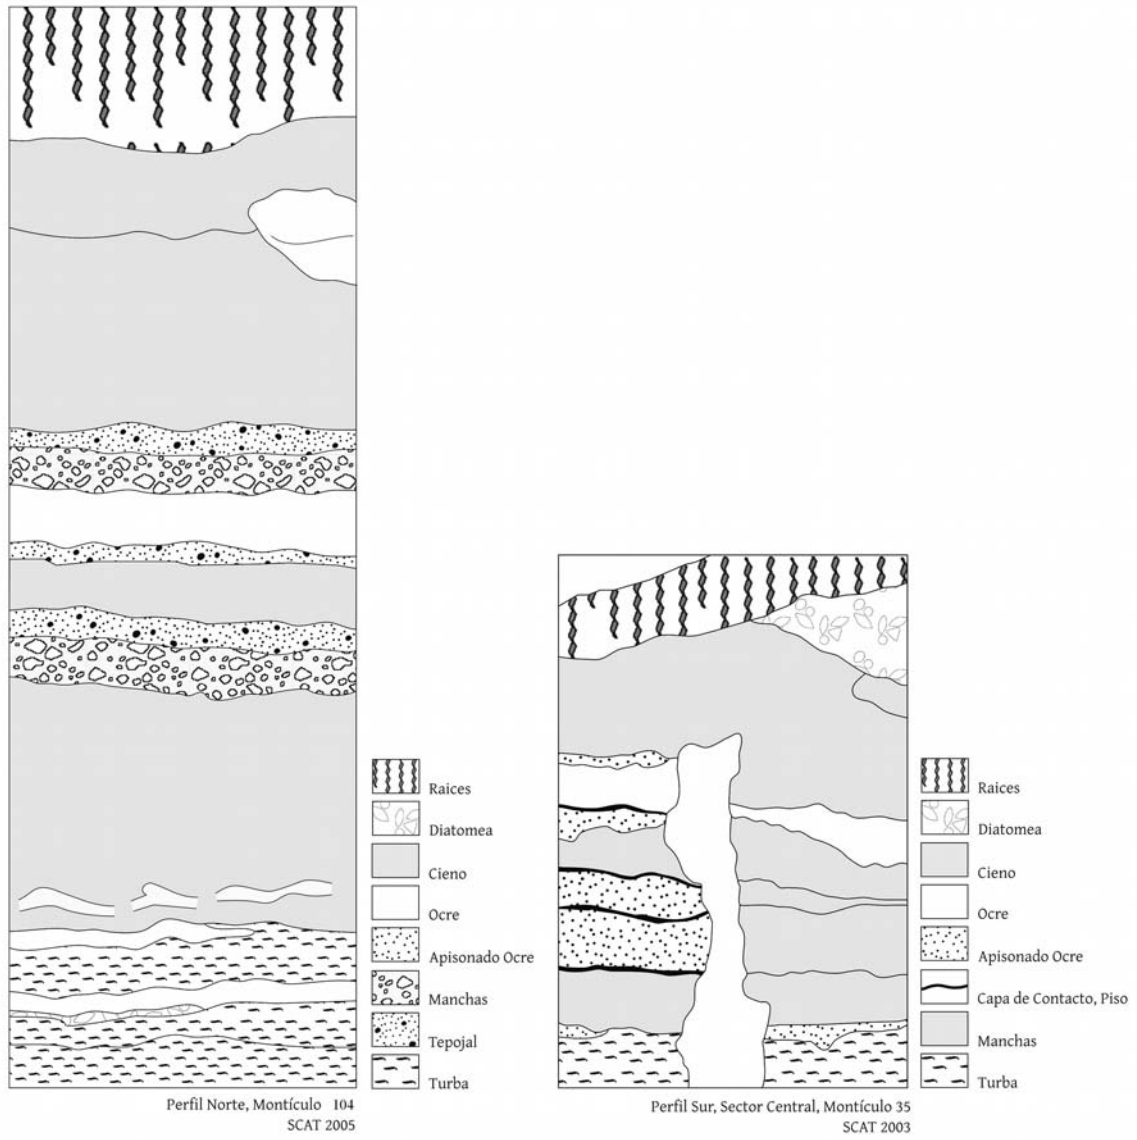 Raices
Diatomea
Cieno
Ocre
Apisonado Ocre
Manchas
Tepojal
Turba
Perfil Norte, Montículo 104
SCAT 2005
Raices
Diatomea
Cieno
Ocre
Apisonado Ocre
Capa de Contacto, Piso
Manchas
Turba
Perfil Sur, Sector Central, Montículo 35
SCAT 2003